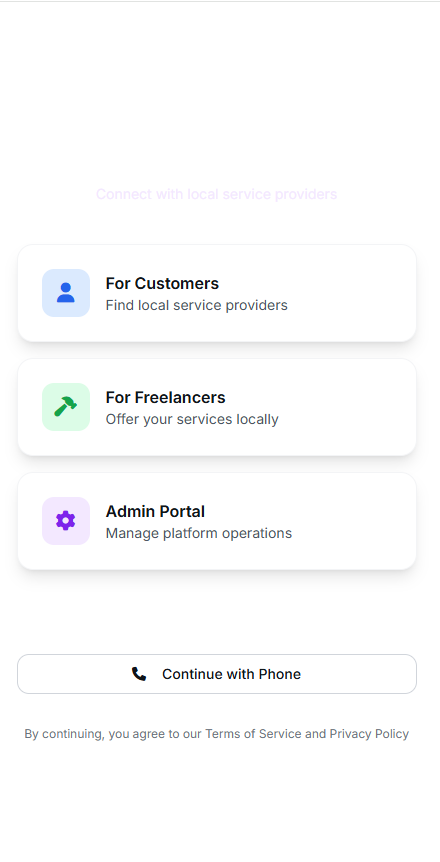 Connect with local service providers
For Customers
Find local service providers
For Freelancers
Offer your services locally
Admin Portal
Manage platform operations
Continue with Phone
By continuing, you agree to our Terms of Service and Privacy Policy